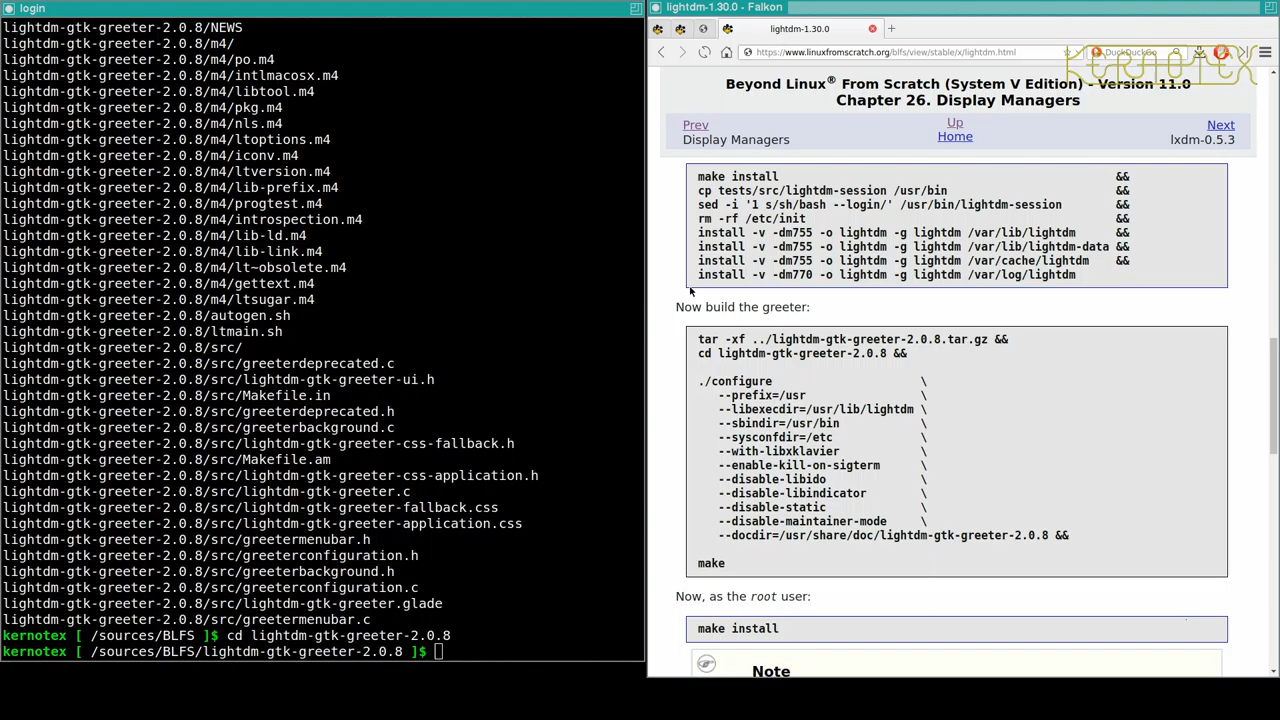 login
lightdm-gtk-greeter-2.0.8/NEWS
lightdm-gtk-greeter-2.0.8/m4/
lightdm-gtk-greeter-2.0.8/m4/po.m4
lightdm-gtk-greeter-2.0.8/m4/intlmacosx.m4
lightdm-gtk-greeter-2.0.8/m4/libtool.m4
lightdm-gtk-greeter-2.0.8/m4/pkg.m4
lightdm-gtk-greeter-2.0.8/m4/nls.m4
lightdm-gtk-greeter-2.0.8/m4/ltoptions.m4
lightdm-gtk-greeter-2.0.8/m4/iconv.m4
lightdm-gtk-greeter-2.0.8/m4/ltversion.m4
lightdm-gtk-greeter-2.0.8/m4/lib-prefix.m4
lightdm-gtk-greeter-2.0.8/m4/progtest.m4
lightdm-gtk-greeter-2.0.8/m4/introspection.m4
lightdm-gtk-greeter-2.0.8/m4/lib-ld.m4
lightdm-gtk-greeter-2.0.8/m4/lib-link.m4
lightdm-gtk-greeter-2.0.8/m4/lt~obsolete.m4
lightdm-gtk-greeter-2.0.8/m4/gettext.m4
lightdm-gtk-greeter-2.0.8/m4/ltsugar.m4
lightdm-gtk-greeter-2.0.8/autogen.sh
lightdm-gtk-greeter-2.0.8/ltmain.sh
lightdm-gtk-greeter-2.0.8/src/
lightdm-gtk-greeter-2.0.8/src/greeterdeprecated.c
lightdm-gtk-greeter-2.0.8/src/lightdm-gtk-greeter-ui.h
lightdm-gtk-greeter-2.0.8/src/Makefile.in
lightdm-gtk-greeter-2.0.8/src/greeterdeprecated.h
lightdm-gtk-greeter-2.0.8/src/greeterbackground.c
lightdm-gtk-greeter-2.0.8/src/lightdm-gtk-greeter-css-fallback.h
lightdm-gtk-greeter-2.0.8/src/Makefile.am
lightdm-gtk-greeter-2.0.8/src/lightdm-gtk-greeter-css-application.h
lightdm-gtk-greeter-2.0.8/src/lightdm-gtk-greeter.c
lightdm-gtk-greeter-2.0.8/src/lightdm-gtk-greeter-fallback.css
lightdm-gtk-greeter-2.0.8/src/lightdm-gtk-greeter-application.css
lightdm-gtk-greeter-2.0.8/src/greetermenubar.h
lightdm-gtk-greeter-2.0.8/src/greeterconfiguration.h
lightdm-gtk-greeter-2.0.8/src/greeterbackground.h
lightdm-gtk-greeter-2.0.8/src/greeterconfiguration.c
lightdm-gtk-greeter-2.0.8/src/lightdm-gtk-greeter.glade
lightdm-gtk-greeter-2.0.8/src/greetermenubar.c
kernotex [ /sources/BLFS ]$ cd lightdm-gtk-greeter-2.0.8
kernotex [ /sources/BLFS/lightdm-gtk-greeter-2.0.8 ]$
lightdm-1.30.0 - Falkon
lightdm-1.30.0
https://www.linuxfromscratch.org/blfs/view/stable/x/lightdm.html
DuckDuckGo
KERNOTEX
Beyond Linux® From Scratch (System V Edition) - Version 11.0
Chapter 26. Display Managers
Prev
Display Managers
Up
Home
Next
lxdm-0.5.3
make install &&
cp tests/src/lightdm-session /usr/bin &&
sed -i '1 s/sh/bash --login/' /usr/bin/lightdm-session &&
rm -rf /etc/init &&
install -v -dm755 -o lightdm -g lightdm /var/lib/lightdm &&
install -v -dm755 -o lightdm -g lightdm /var/lib/lightdm-data &&
install -v -dm755 -o lightdm -g lightdm /var/cache/lightdm &&
install -v -dm770 -o lightdm -g lightdm /var/log/lightdm
Now build the greeter:
tar -xf ../lightdm-gtk-greeter-2.0.8.tar.gz &&
cd lightdm-gtk-greeter-2.0.8 &&
./configure \
--prefix=/usr \
--libexecdir=/usr/lib/lightdm \
--sbindir=/usr/bin \
--sysconfdir=/etc \
--with-libxklavier \
--enable-kill-on-sigterm \
--disable-libido \
--disable-libindicator \
--disable-static \
--disable-maintainer-mode \
--docdir=/usr/share/doc/lightdm-gtk-greeter-2.0.8 &&
make
Now, as the root user:
make install
Note